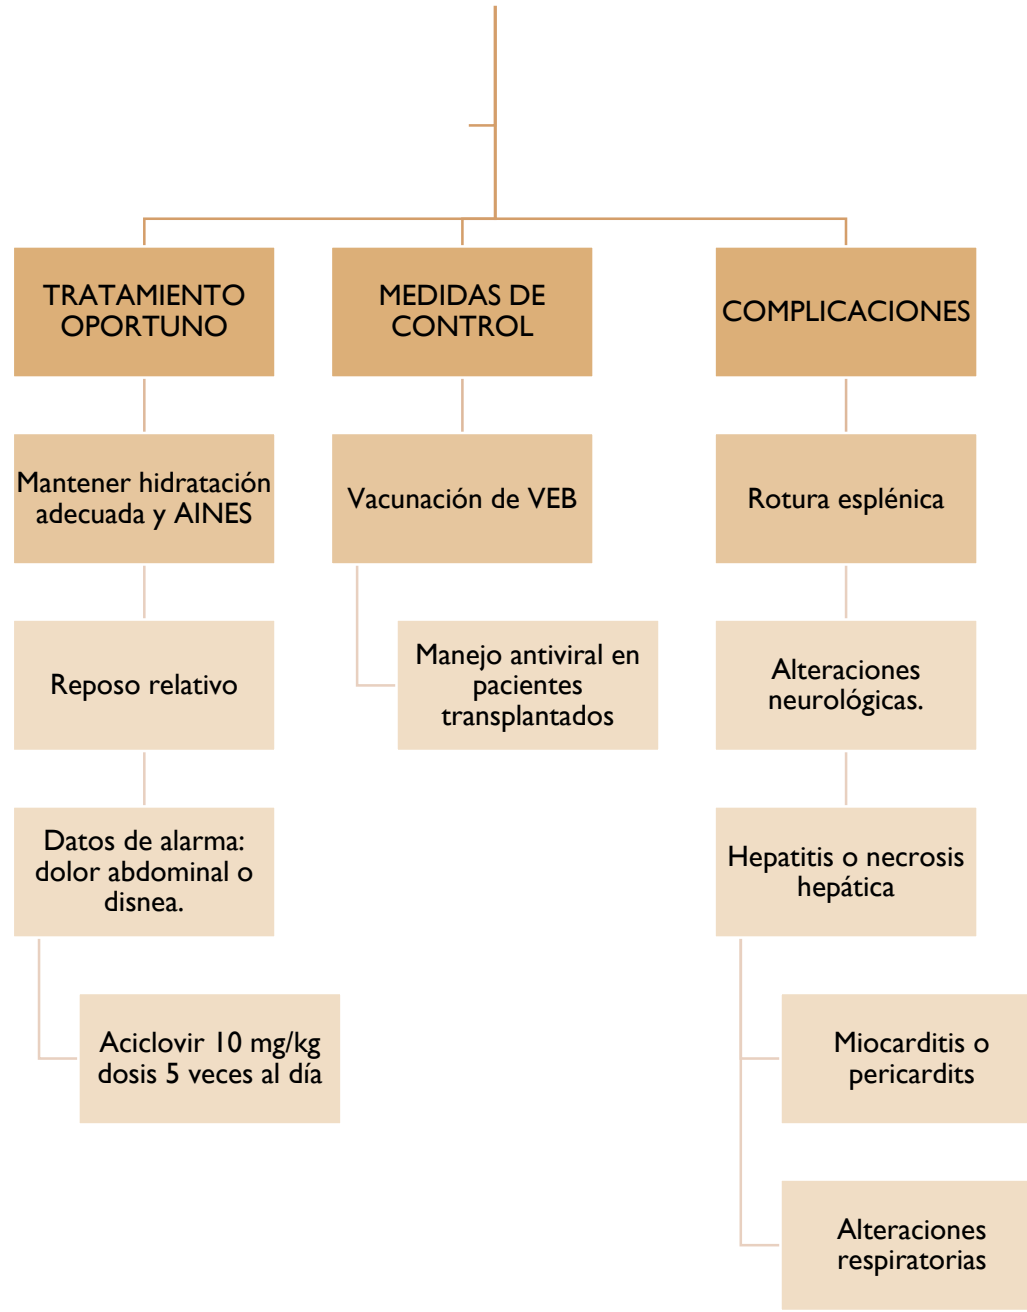 TRATAMIENTO
OPORTUNO
MEDIDAS DE
CONTROL
COMPLICACIONES
Mantener hidratación
adecuada y AINES
Vacunación de VEB
Rotura esplénica
Reposo relativo
Manejo antiviral en
pacientes
transplantados
Alteraciones
neurológicas.
Datos de alarma:
dolor abdominal o
disnea.
Hepatitis o necrosis
hepática
Aciclovir 10 mg/kg
dosis 5 veces al día
Miocarditis o
pericardits
Alteraciones
respiratorias